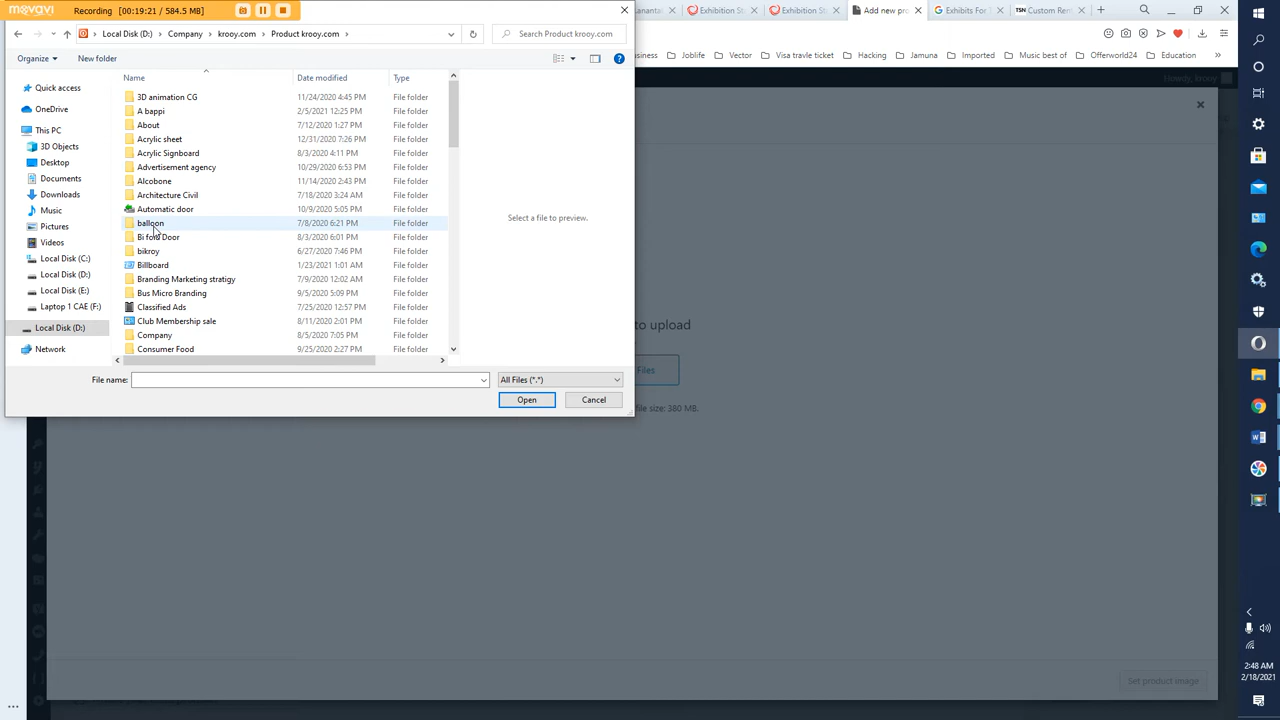 movavi
Recording [ 00:19:21 / 584.5 MB ]
anantal
Exhibition St
Exhibition St
Add new pro
Exhibits For
Custom Rent
Local Disk (D:) > Company > krooy.com > Product krooy.com >
Search Product krooy.com
siness
Joblife
Vector
Visa travle ticket
Hacking
Jamuna
Imported
Music best of
Offerworld24
Education
Organize
New folder
Howdy, krooy
Name
Date modified
Type
Quick access
OneDrive
This PC
3D Objects
Desktop
Documents
Downloads
Music
Pictures
Videos
Local Disk (C:)
Local Disk (D:)
Local Disk (E:)
Laptop 1 CAE (F:)
Local Disk (D:)
Network
3D animation CG 11/24/2020 4:45 PM File folder
A bappi 2/5/2021 12:25 PM File folder
About 7/12/2020 1:27 PM File folder
Acrylic sheet 12/31/2020 7:26 PM File folder
Acrylic Signboard 8/3/2020 4:11 PM File folder
Advertisement agency 10/29/2020 6:53 PM File folder
Alcobone 11/14/2020 2:43 PM File folder
Architecture Civil 7/18/2020 3:24 AM File folder
Automatic door 10/9/2020 5:05 PM File folder
balloon 7/8/2020 6:21 PM File folder
Bi fold Door 8/3/2020 6:01 PM File folder
bikroy 6/27/2020 7:46 PM File folder
Billboard 1/23/2021 1:01 AM File folder
Branding Marketing stratigy 7/9/2020 12:02 AM File folder
Bus Micro Branding 9/5/2020 5:09 PM File folder
Classified Ads 7/25/2020 12:57 PM File folder
Club Membership sale 8/11/2020 2:01 PM File folder
Company 8/5/2020 7:05 PM File folder
Consumer Food 9/25/2020 2:27 PM File folder
Select a file to preview.
to upload
Files
file size: 380 MB.
File name:
All Files (*.*)
Open
Cancel
Set product image
2:48 AM
2/18/2021